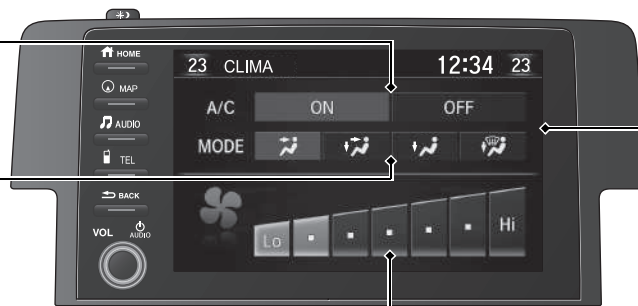 HOME
MAP
AUDIO
TEL
BACK
VOL AUDIO
23 CLIMA 12:34 23
A/C ON OFF
MODE
Lo Hi